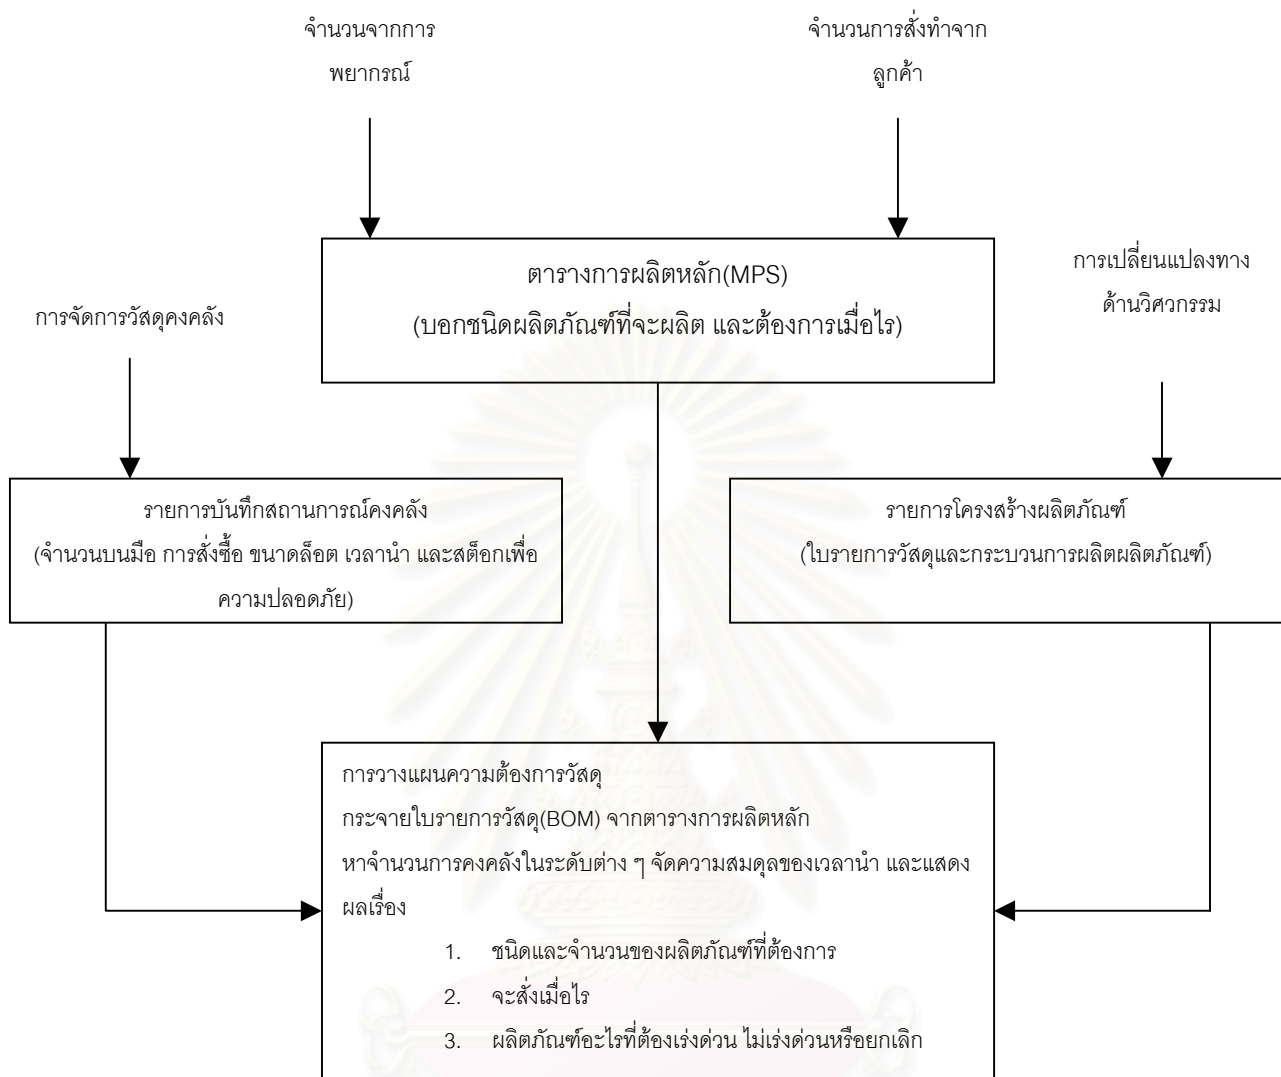 จำนวนจากการ
พยากรณ์
จำนวนการสั่งทำจาก
ลูกค้า
ตารางการผลิตหลัก(MPS)
(บอกชนิดผลิตภัณฑ์ที่จะผลิต และต้องการเมื่อไร)
การเปลี่ยนแปลงทาง
ด้านวิศวกรรม
การจัดการวัสดุคงคลัง
รายการบันทึกสถานการณ์คงคลัง
(จำนวนบนมือ การสั่งซื้อ ขนาดล็อต เวลานำ และสต็อกเพื่อ
ความปลอดภัย)
รายการโครงสร้างผลิตภัณฑ์
(ใบรายการวัสดุและกระบวนการผลิตผลิตภัณฑ์)
การวางแผนความต้องการวัสดุ
กระจายใบรายการวัสดุ(BOM) จากตารางการผลิตหลัก
หาจำนวนการคงคลังในระดับต่าง ๆ จัดความสมดุลของเวลานำ และแสดง
ผลเรื่อง
1. ชนิดและจำนวนของผลิตภัณฑ์ที่ต้องการ
2. จะสั่งเมื่อไร
3. ผลิตภัณฑ์อะไรที่ต้องเร่งด่วน ไม่เร่งด่วนหรือยกเลิก